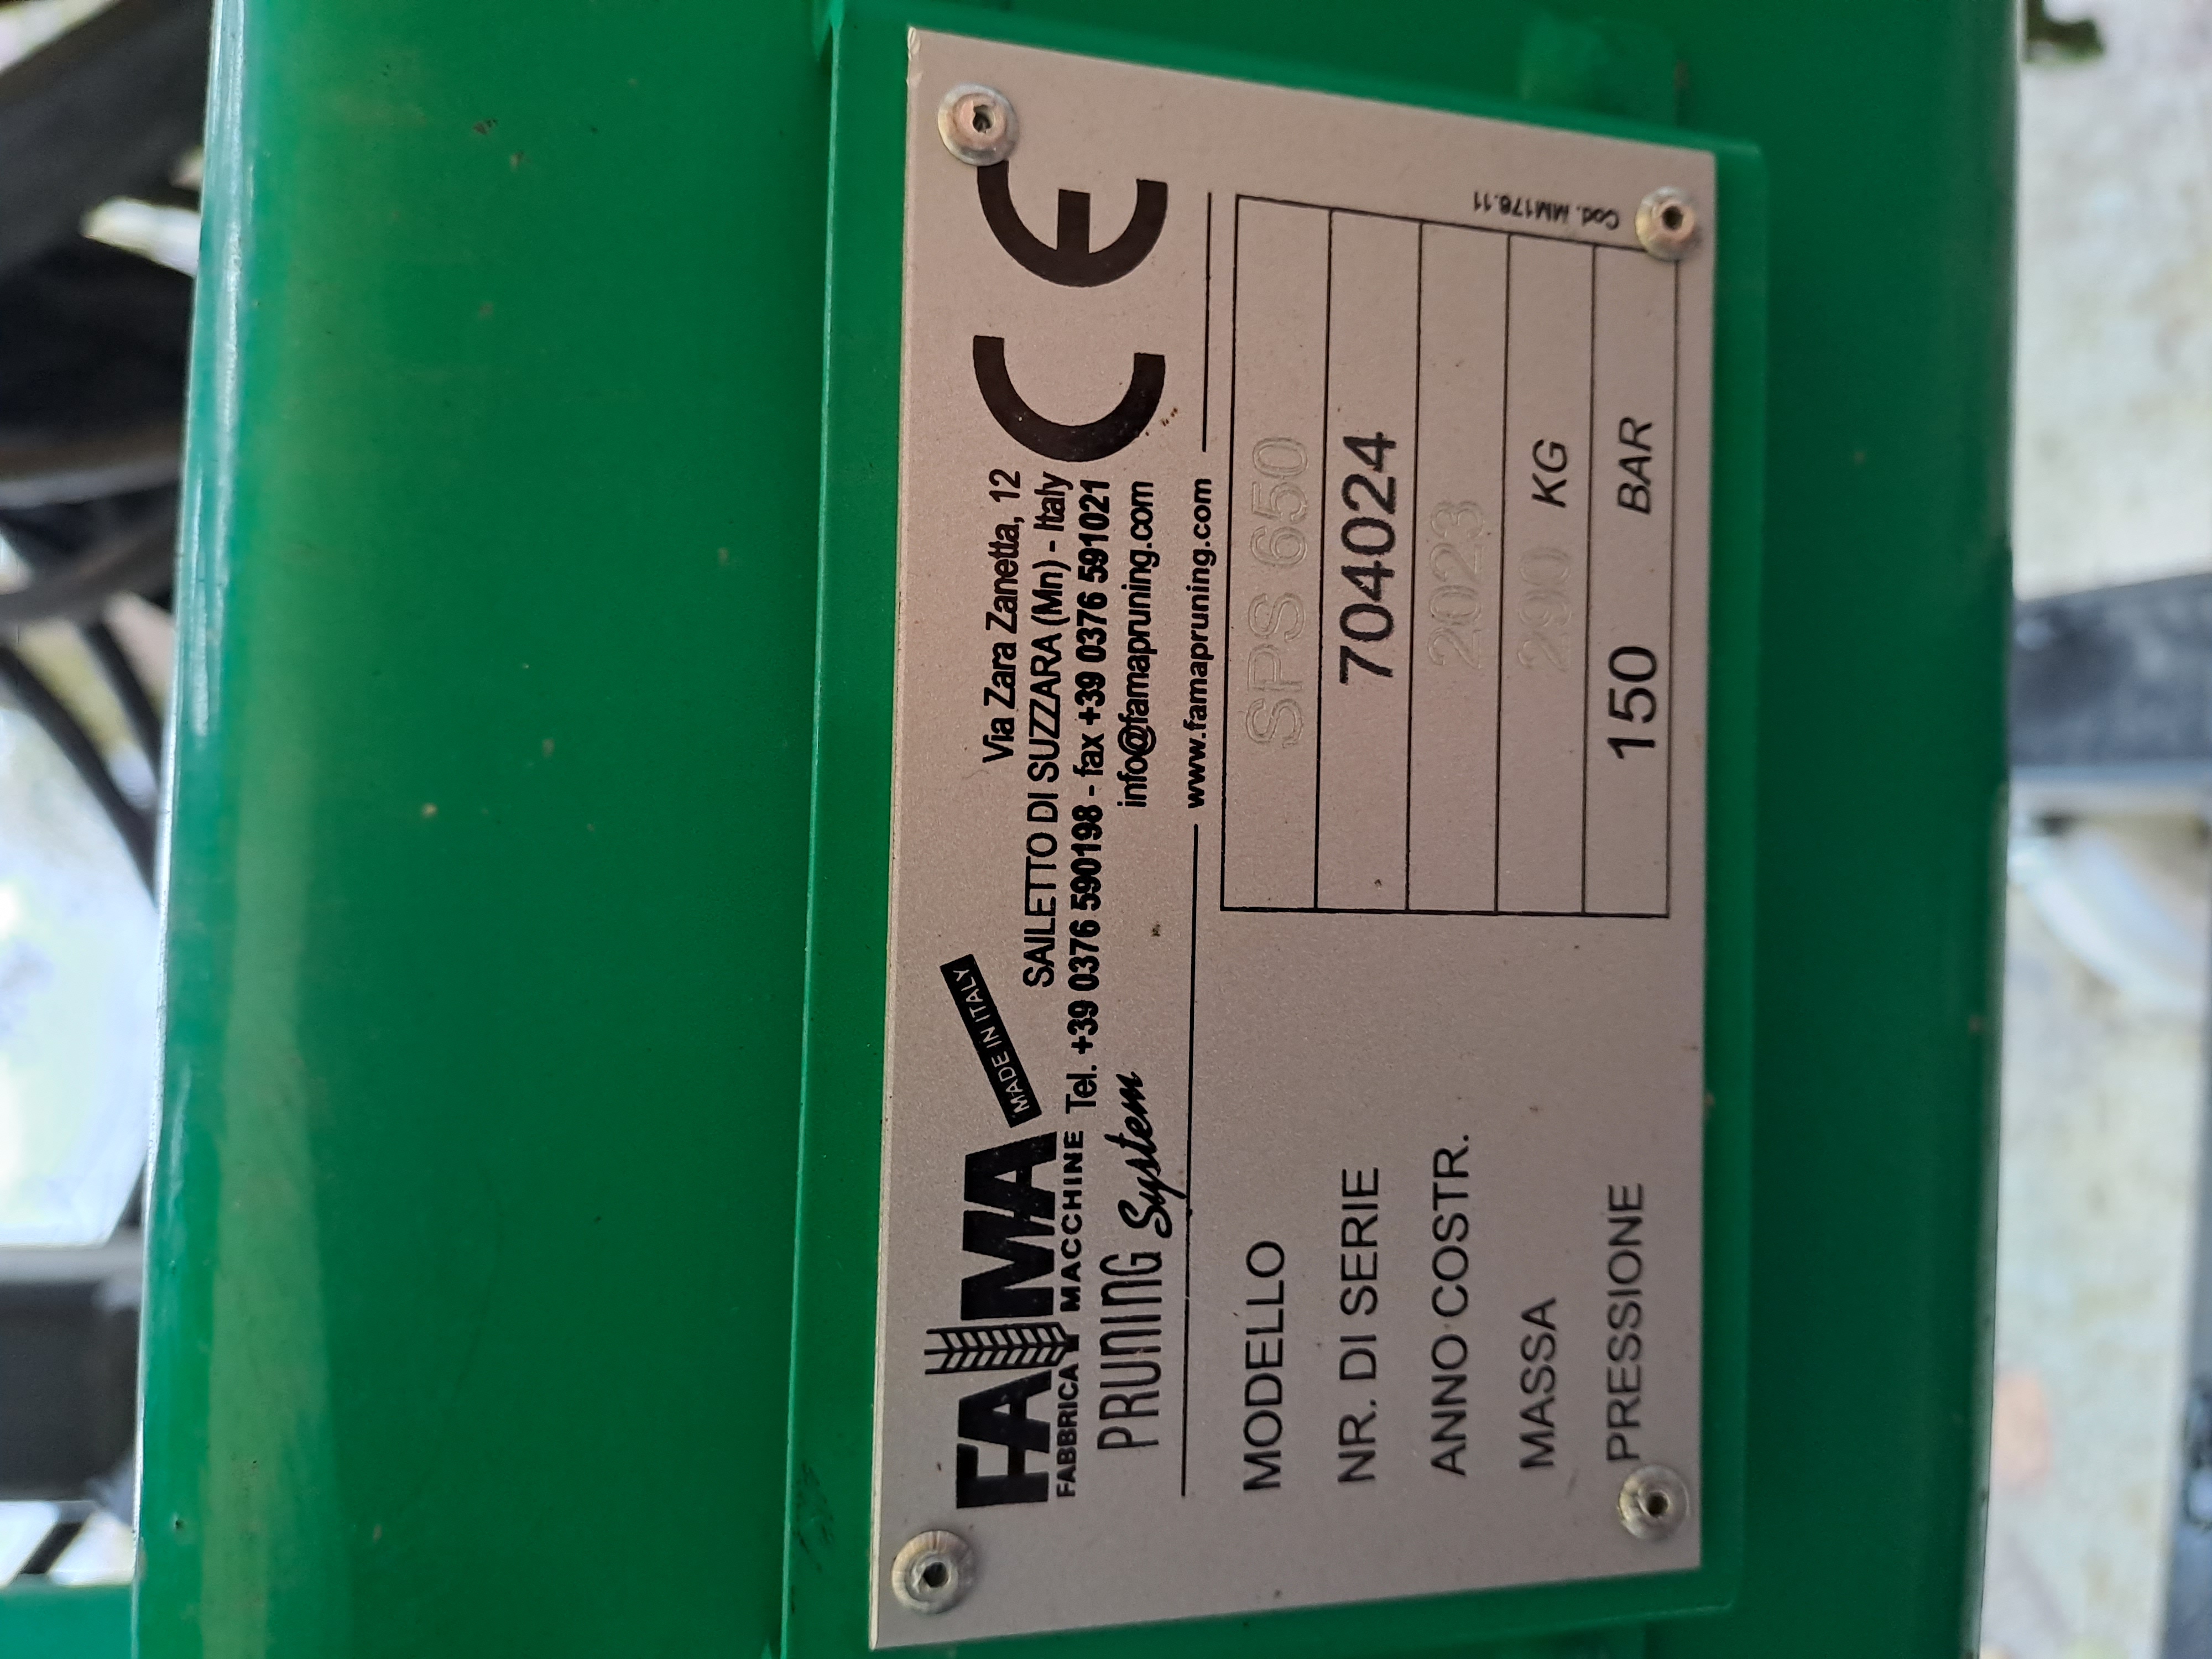 FAMA
MADE IN ITALY
FABBRICA MACCHINE
PRUNING System
Via Zara Zanetta, 12
SAILETTO DI SUZZARA (Mn) - Italy
Tel. +39 0376 590198 - fax +39 0376 591021
info@famapruning.com
www.famapruning.com
CE
MODELLO SPS 650
NR. DI SERIE 704024
ANNO COSTR. 2023
MASSA KG
PRESSIONE 150 BAR
Cod. MM176.11